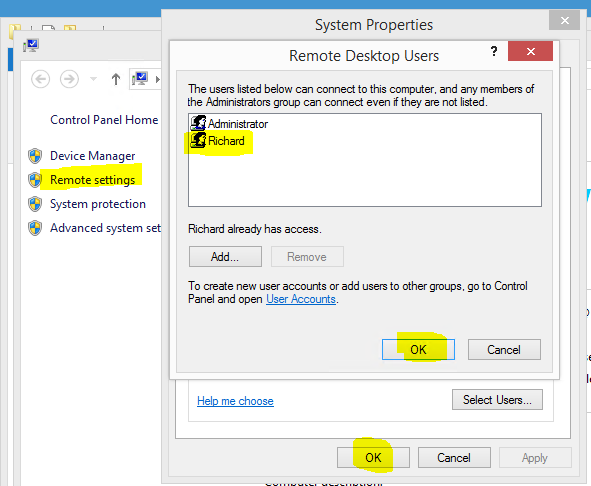 System Properties
Remote Desktop Users
?
The users listed below can connect to this computer, and any members of
the Administrators group can connect even if they are not listed.
Administrator
Richard
Richard already has access.
Add...
Remove
To create new user accounts or add users to other groups, go to Control
Panel and open User Accounts.
OK
Cancel
Control Panel Home
Device Manager
Remote settings
System protection
Advanced system set
Help me choose
Select Users...
OK
Cancel
Apply
Computer description: